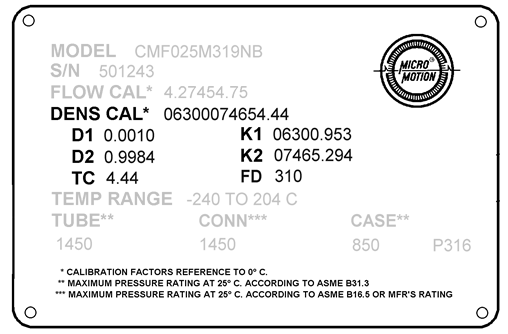 MODEL CMF025M319NB
S/N 501243
FLOW CAL* 4.27454.75
DENS CAL* 06300074654.44
D1 0.0010 K1 06300.953
D2 0.9984 K2 07465.294
TC 4.44 FD 310
TEMP RANGE -240 TO 204 C
TUBE** CONN*** CASE**
1450 1450 850 P316
* CALIBRATION FACTORS REFERENCE TO 0° C.
** MAXIMUM PRESSURE RATING AT 25° C. ACCORDING TO ASME B31.3
*** MAXIMUM PRESSURE RATING AT 25° C. ACCORDING TO ASME B16.5 OR MFR'S RATING
MICRO®
MOTION